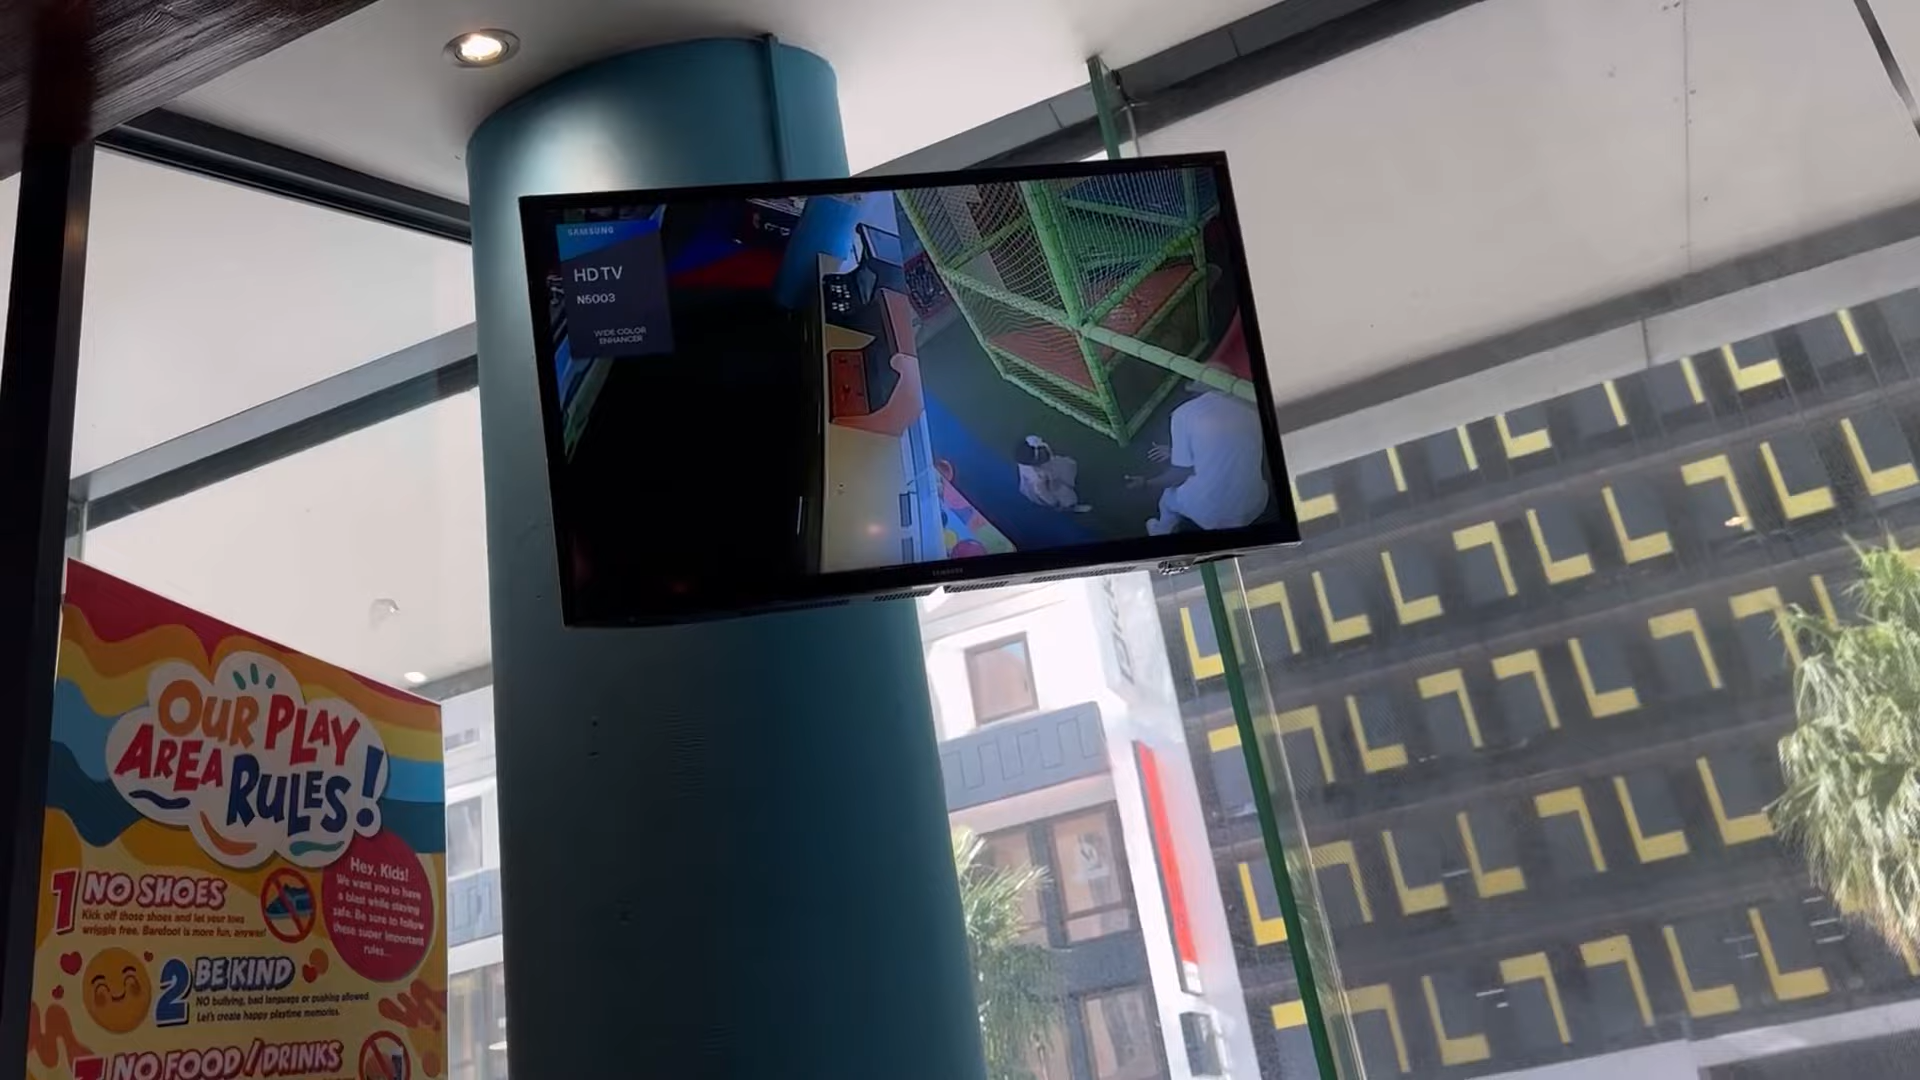 SAMSUNG
HD TV
N5003
WIDE COLOR
ENHANCER
SAMSUNG
OUR PLAY
AREA RULES!
Hey, Kids!
We want you to have
a blast while staying
safe. Be sure to follow
these super important
rules...
1 NO SHOES
Kick off those shoes and let your toes
wriggle free. Barefoot is more fun, anyway!
2 BE KIND
NO bullying, bad language or pushing allowed.
Let's create happy playtime memories.
NO FOOD/DRINKS